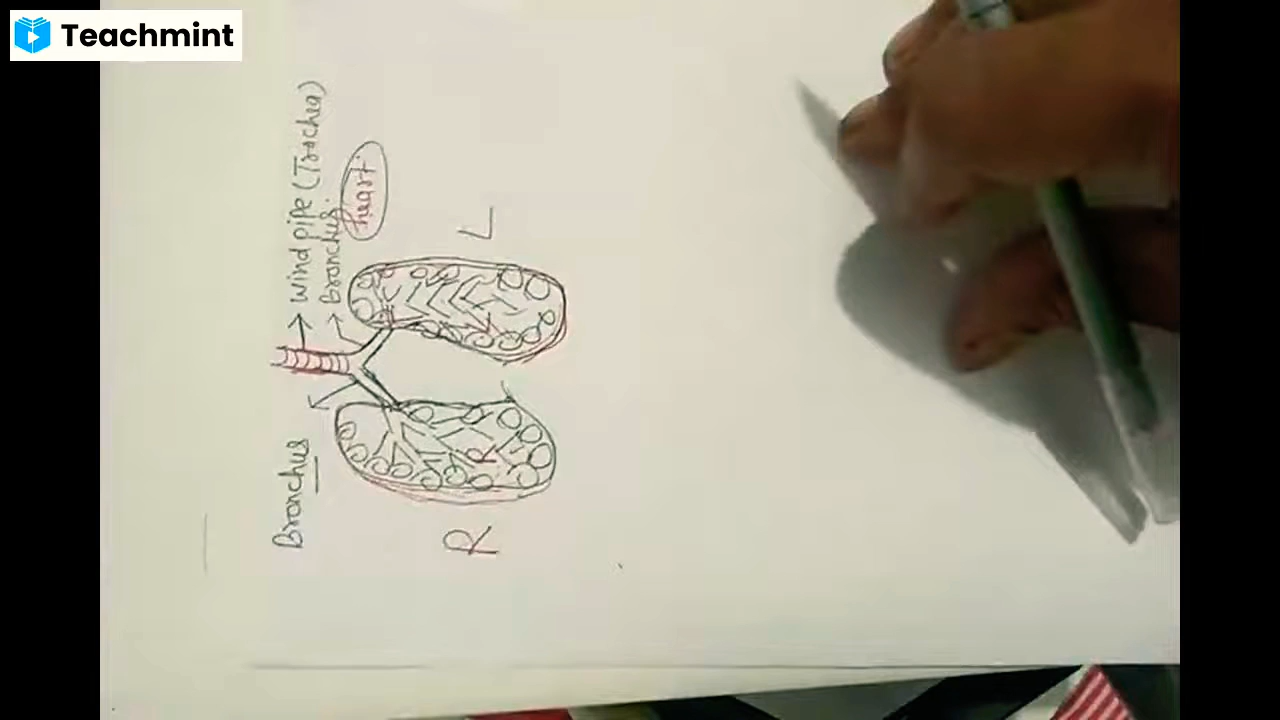 Teachmint
Wind pipe (Trachea)
Bronchus.
heart.
L
Bronchus
R